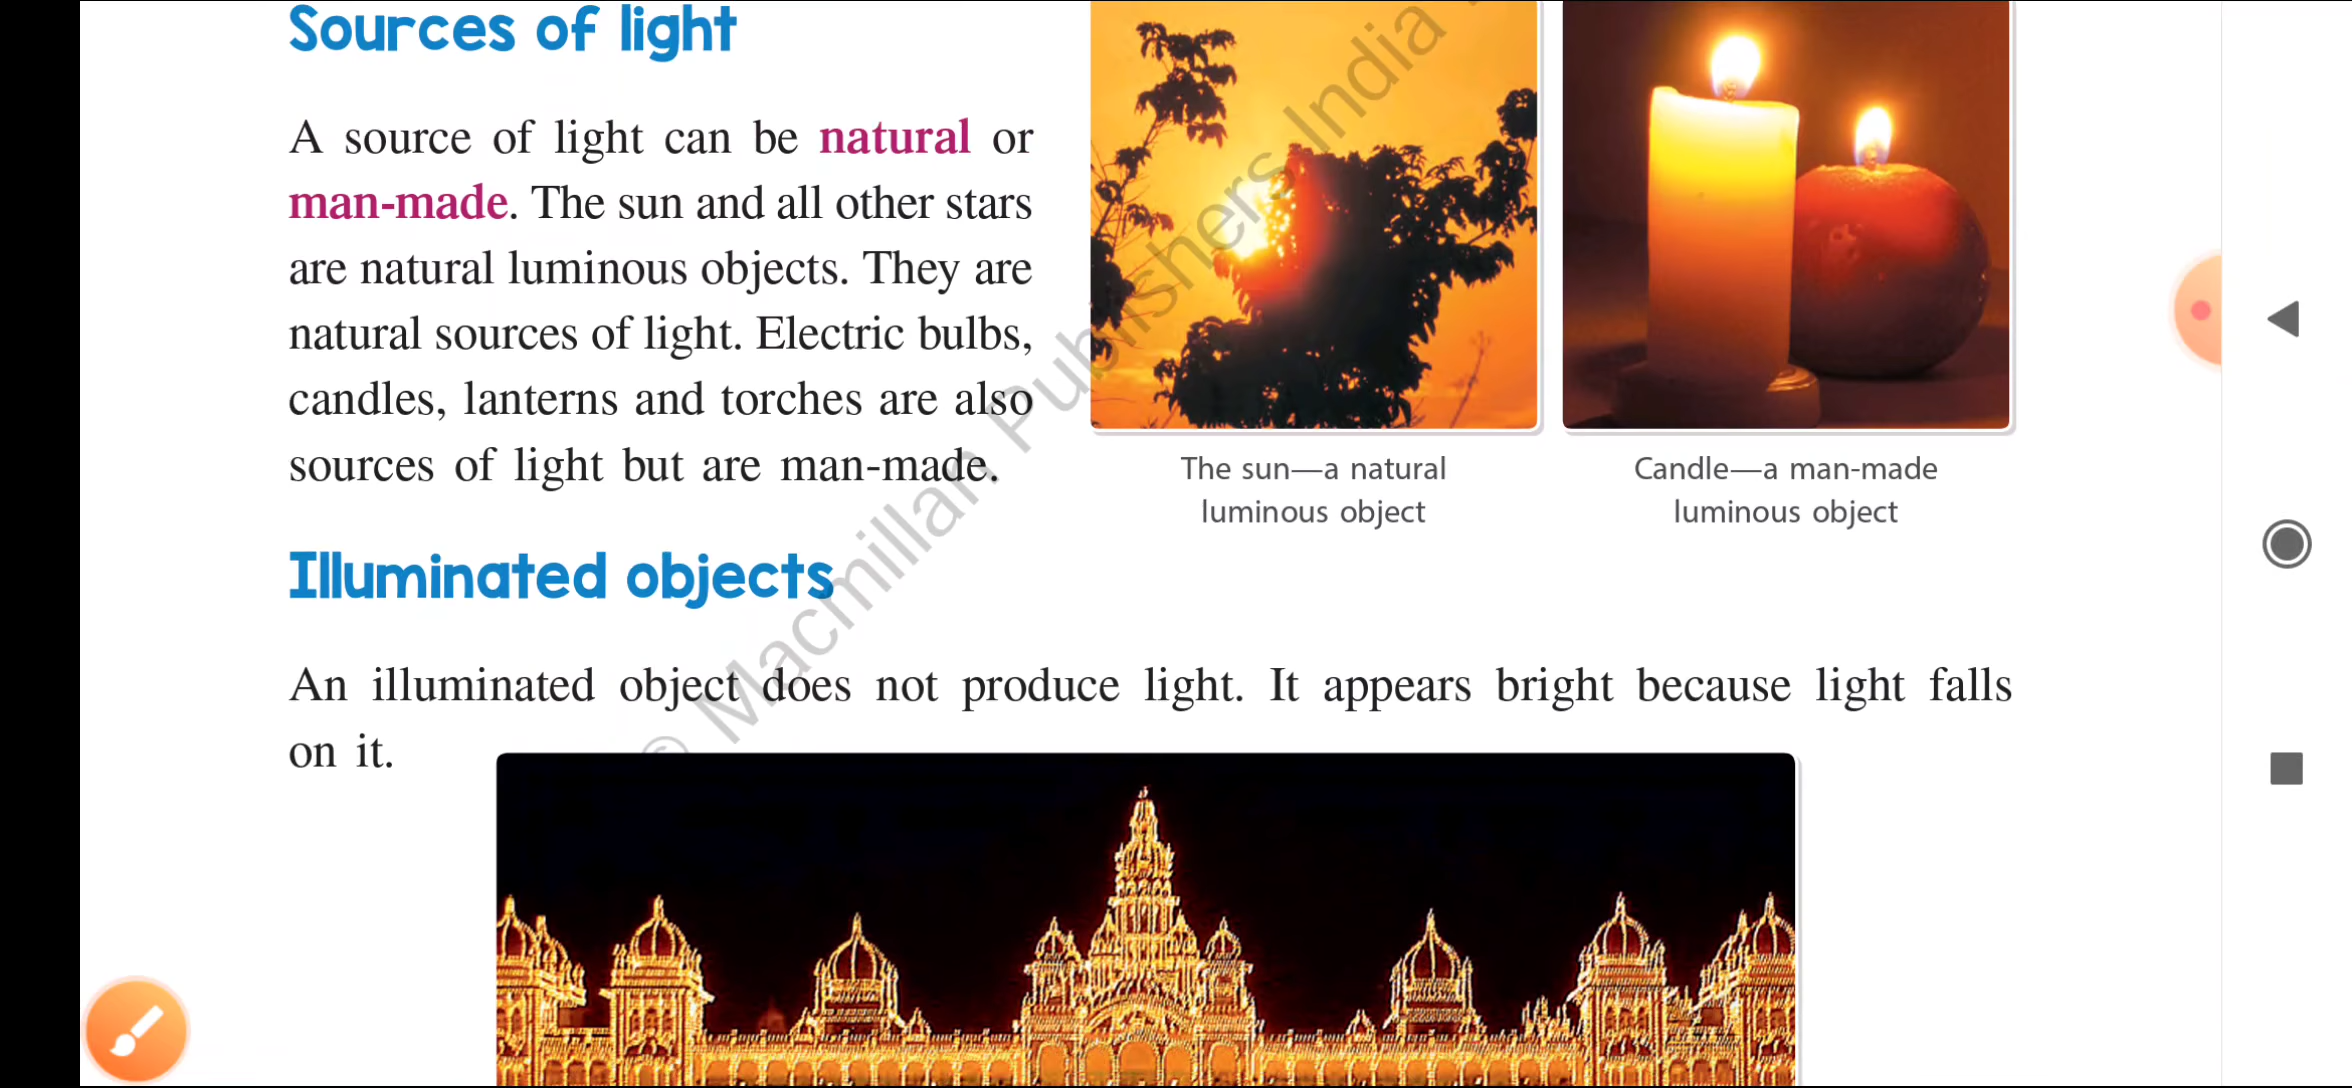 Sources of light
A source of light can be natural or
man-made. The sun and all other stars
are natural luminous objects. They are
natural sources of light. Electric bulbs,
candles, lanterns and torches are also
sources of light but are man-made.
The sun—a natural
luminous object
Candle—a man-made
luminous object
Illuminated objects
An illuminated object does not produce light. It appears bright because light falls
on it.
© Macmillan Publishers India